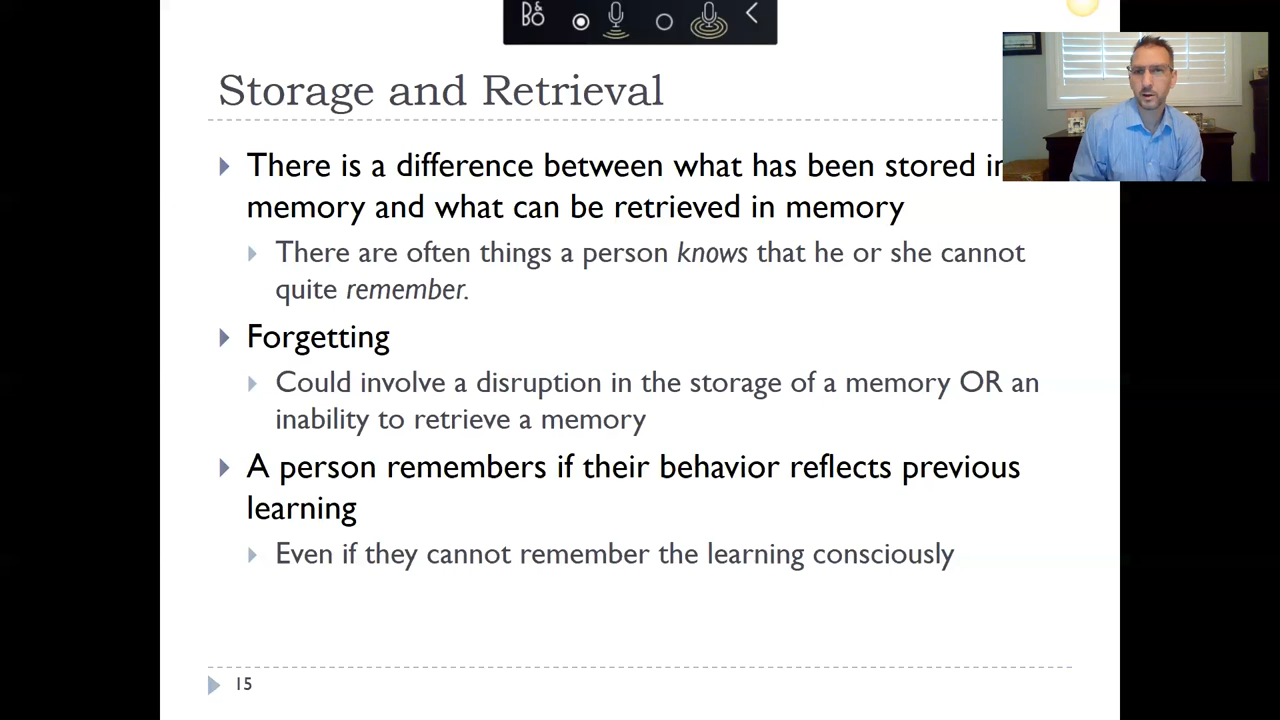 B&O
Storage and Retrieval
There is a difference between what has been stored in
memory and what can be retrieved in memory
There are often things a person knows that he or she cannot
quite remember.
Forgetting
Could involve a disruption in the storage of a memory OR an
inability to retrieve a memory
A person remembers if their behavior reflects previous
learning
Even if they cannot remember the learning consciously
15